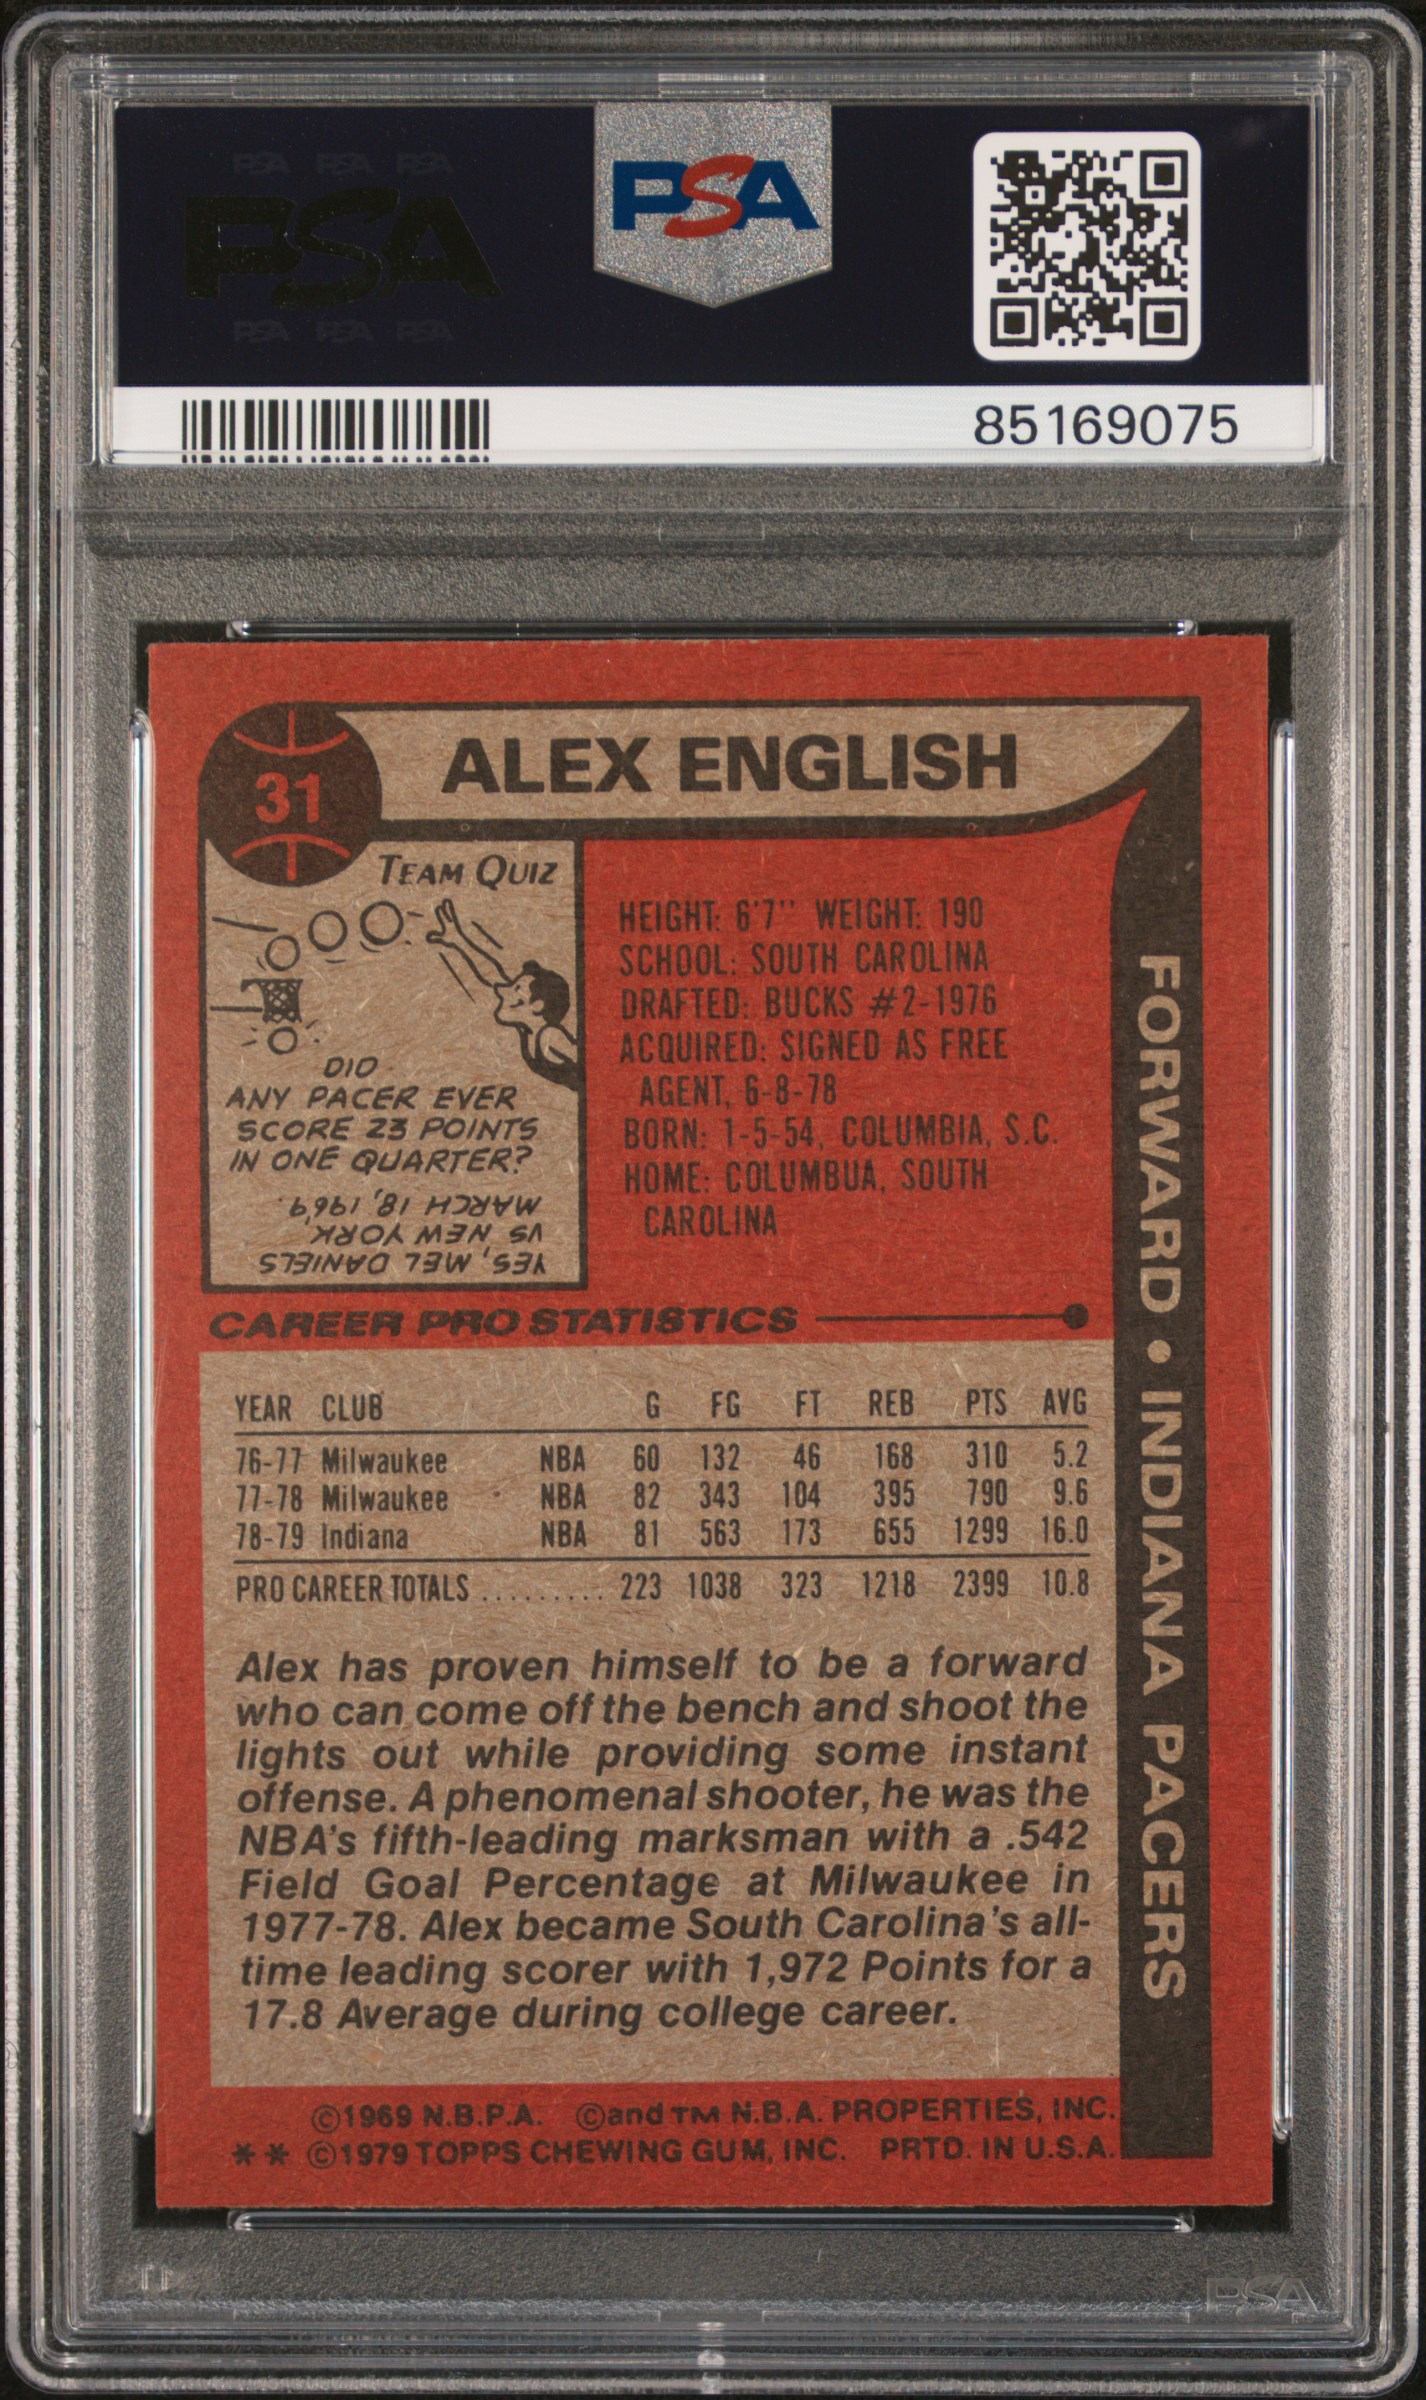 PSA PSA PSA
PSA
PSA PSA PSA
PSA
85169075
31
ALEX ENGLISH
TEAM QUIZ
DID
ANY PACER EVER
SCORE 23 POINTS
IN ONE QUARTER?
YES, MEL DANIELS
VS NEW YORK,
MARCH 18, 1969.
HEIGHT: 6'7" WEIGHT: 190
SCHOOL: SOUTH CAROLINA
DRAFTED: BUCKS #2-1976
ACQUIRED: SIGNED AS FREE
AGENT, 6-8-78
BORN: 1-5-54, COLUMBIA, S.C.
HOME: COLUMBUA, SOUTH
CAROLINA
FORWARD • INDIANA PACERS
CAREER PRO STATISTICS
YEAR CLUB G FG FT REB PTS AVG
76-77 Milwaukee NBA 60 132 46 168 310 5.2
77-78 Milwaukee NBA 82 343 104 395 790 9.6
78-79 Indiana NBA 81 563 173 655 1299 16.0
PRO CAREER TOTALS ......... 223 1038 323 1218 2399 10.8
Alex has proven himself to be a forward
who can come off the bench and shoot the
lights out while providing some instant
offense. A phenomenal shooter, he was the
NBA's fifth-leading marksman with a .542
Field Goal Percentage at Milwaukee in
1977-78. Alex became South Carolina's all-
time leading scorer with 1,972 Points for a
17.8 Average during college career.
©1969 N.B.P.A. ©and TM N.B.A. PROPERTIES, INC.
** ©1979 TOPPS CHEWING GUM, INC. PRTD. IN U.S.A.
PSA